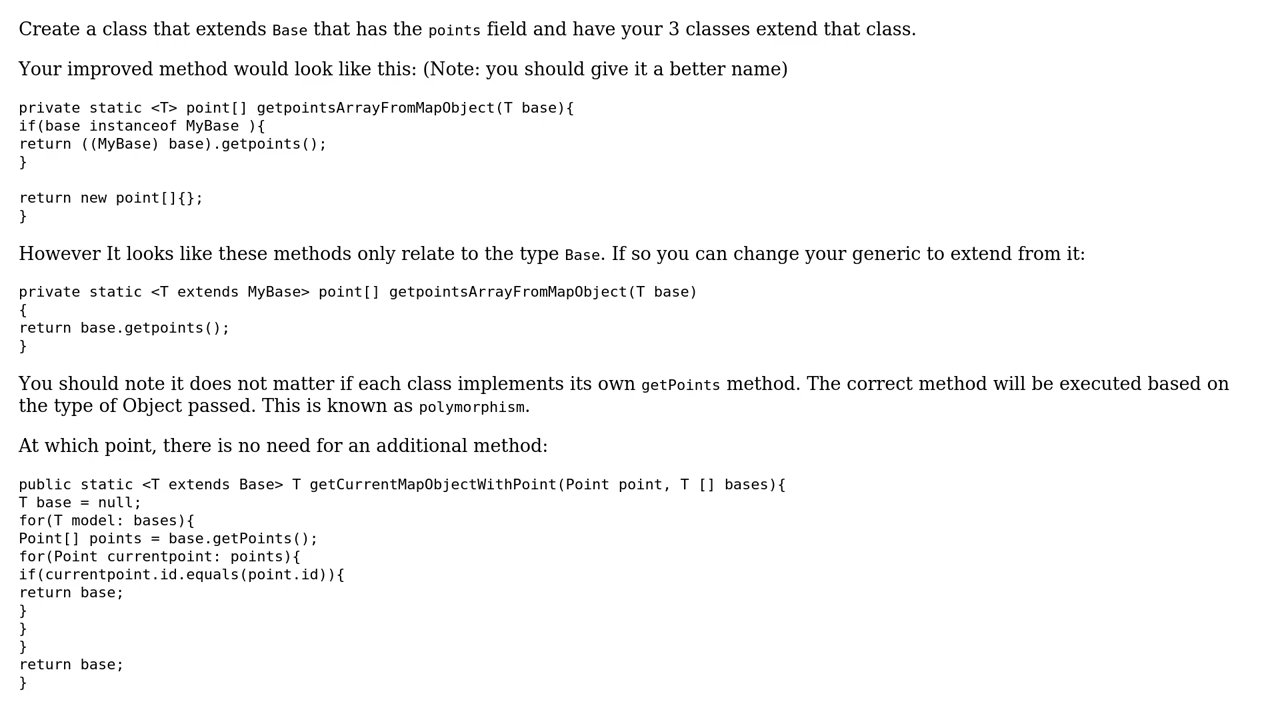 Create a class that extends Base that has the points field and have your 3 classes extend that class.
Your improved method would look like this: (Note: you should give it a better name)
private static <T> point[] getpointsArrayFromMapObject(T base){
if(base instanceof MyBase ){
return ((MyBase) base).getpoints();
}
return new point[]{};
}
However It looks like these methods only relate to the type Base. If so you can change your generic to extend from it:
private static <T extends MyBase> point[] getpointsArrayFromMapObject(T base)
{
return base.getpoints();
}
You should note it does not matter if each class implements its own getPoints method. The correct method will be executed based on
the type of Object passed. This is known as polymorphism.
At which point, there is no need for an additional method:
public static <T extends Base> T getCurrentMapObjectWithPoint(Point point, T [] bases){
T base = null;
for(T model: bases){
Point[] points = base.getPoints();
for(Point currentpoint: points){
if(currentpoint.id.equals(point.id)){
return base;
}
}
}
return base;
}